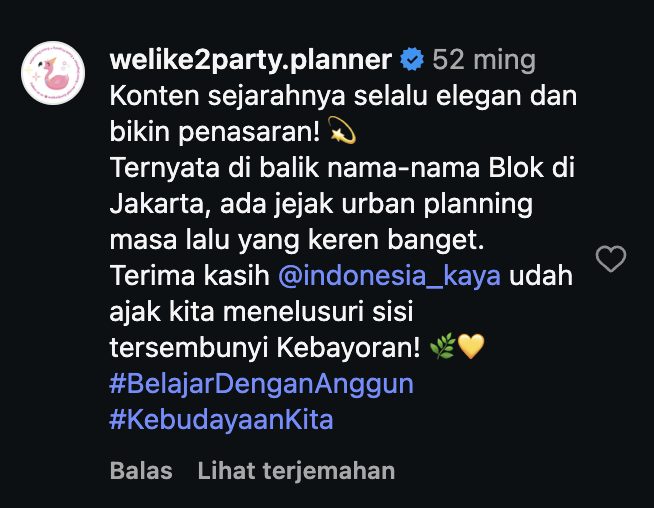 welike2party.planner 52 ming
Konten sejarahnya selalu elegan dan
bikin penasaran! 💫
Ternyata di balik nama-nama Blok di
Jakarta, ada jejak urban planning
masa lalu yang keren banget.
Terima kasih @indonesia_kaya udah
ajak kita menelusuri sisi
tersembunyi Kebayoran! 🌿💛
#BelajarDenganAnggun
#KebudayaanKita
Balas Lihat terjemahan